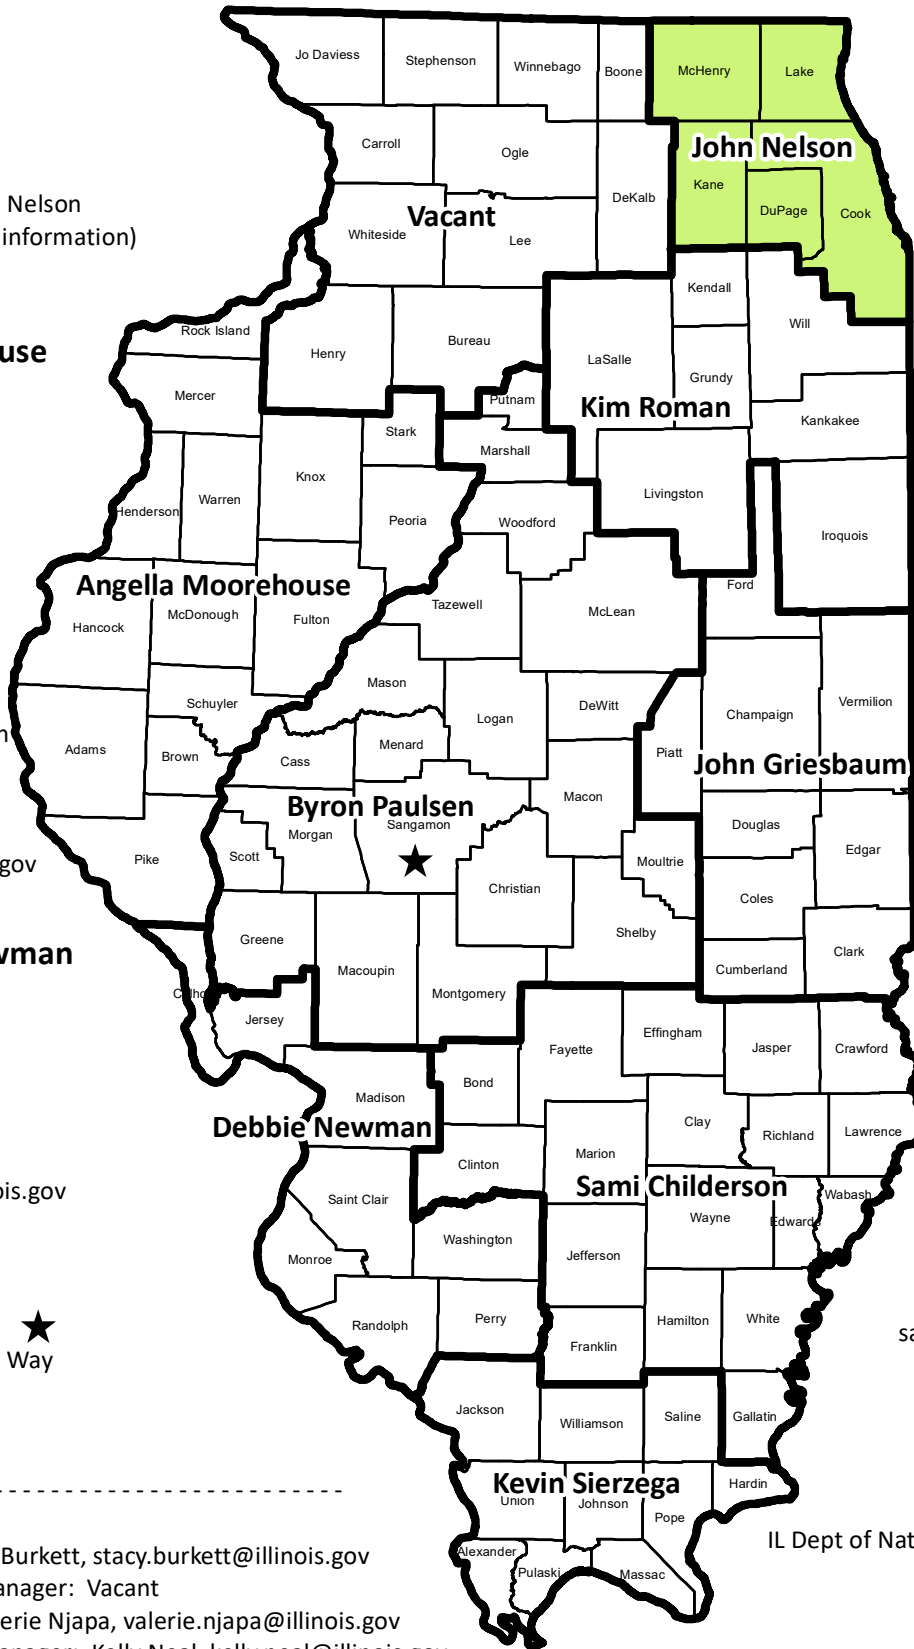 Jo Daviess
Stephenson
Winnebago
Boone
McHenry
Lake
Carroll
Ogle
DeKalb
John Nelson
Kane
DuPage
Cook
Nelson
information)
Vacant
Whiteside
Lee
Kendall
Will
Rock Island
Henry
Bureau
LaSalle
Grundy
use
Mercer
Putnam
Kim Roman
Kankakee
Stark
Marshall
Knox
Henderson
Warren
Peoria
Woodford
Livingston
Iroquois
Angella Moorehouse
Ford
Hancock
McDonough
Fulton
Tazewell
McLean
Mason
Schuyler
DeWitt
Vermilion
Logan
Champaign
Adams
Brown
Cass
Menard
Piatt
John Griesbaum
Byron Paulsen
Macon
Sangamon
Morgan
Douglas
Pike
Scott
Moultrie
Edgar
gov
Christian
Coles
wman
Greene
Shelby
Clark
Macoupin
Cumberland
Montgomery
Jersey
Effingham
Fayette
Jasper
Crawford
Bond
Madison
Debbie Newman
Clay
Richland
Lawrence
Clinton
Marion
ois.gov
Saint Clair
Sami Childerson
Wabash
Wayne
Edwards
Washington
Monroe
Jefferson
Randolph
Perry
Hamilton
White
Franklin
sa
Way
Jackson
Williamson
Saline
Gallatin
Kevin Sierzega
Hardin
Union
Johnson
Pope
IL Dept of Nat
Alexander
Pulaski
Massac
Burkett, stacy.burkett@illinois.gov
anager: Vacant
erie Njapa, valerie.njapa@illinois.gov